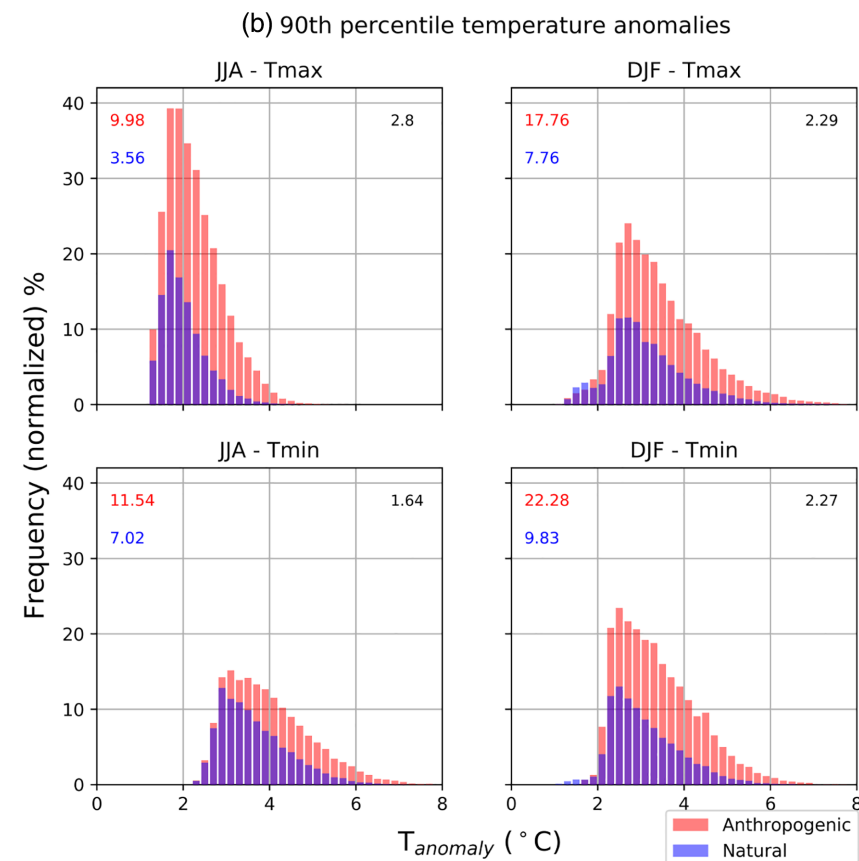 (b) 90th percentile temperature anomalies
JJA - Tmax
DJF - Tmax
40
30
20
10
0
9.98
3.56
2.8
17.76
7.76
2.29
Frequency (normalized) %
JJA - Tmin
DJF - Tmin
40
30
20
10
0
11.54
7.02
1.64
22.28
9.83
2.27
0 2 4 6 8
0 2 4 6 8
Tanomaly (°C)
Anthropogenic
Natural